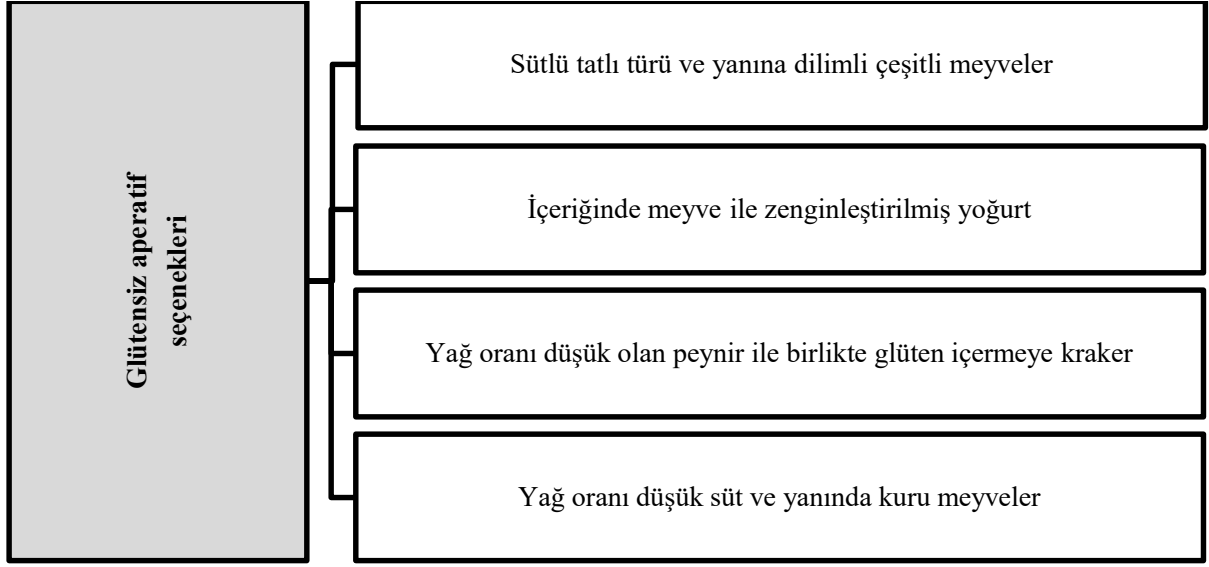 Glütensiz aperatif
seçenekleri
Sütlü tatlı türü ve yanına dilimli çeşitli meyveler
İçeriğinde meyve ile zenginleştirilmiş yoğurt
Yağ oranı düşük olan peynir ile birlikte glüten içermeye kraker
Yağ oranı düşük süt ve yanında kuru meyveler